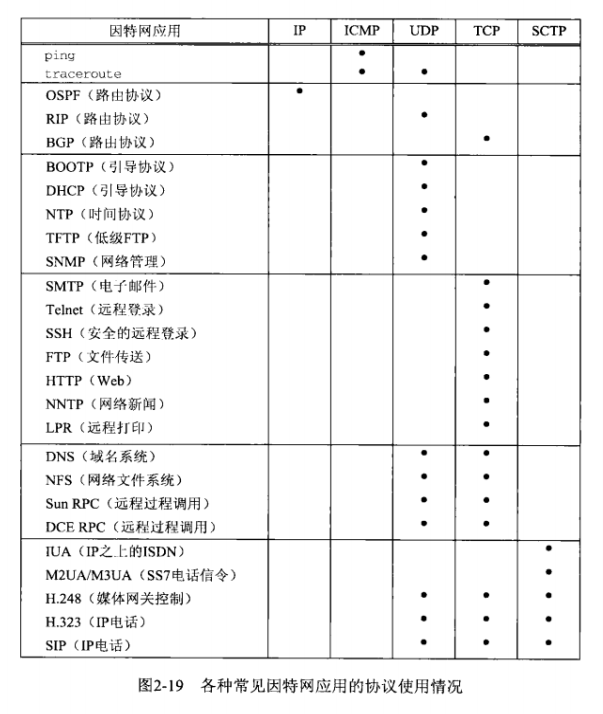 因特网应用 IP ICMP UDP TCP SCTP
ping •
traceroute • •
OSPF（路由协议） •
RIP（路由协议） •
BGP（路由协议） •
BOOTP（引导协议） •
DHCP（引导协议） •
NTP（时间协议） •
TFTP（低级FTP） •
SNMP（网络管理） •
SMTP（电子邮件） •
Telnet（远程登录） •
SSH（安全的远程登录） •
FTP（文件传送） •
HTTP（Web） •
NNTP（网络新闻） •
LPR（远程打印） •
DNS（域名系统） • •
NFS（网络文件系统） • •
Sun RPC（远程过程调用） • •
DCE RPC（远程过程调用） • •
IUA（IP之上的ISDN） •
M2UA/M3UA（SS7电话信令） •
H.248（媒体网关控制） • • •
H.323（IP电话） • • •
SIP（IP电话） • • •
图2-19 各种常见因特网应用的协议使用情况